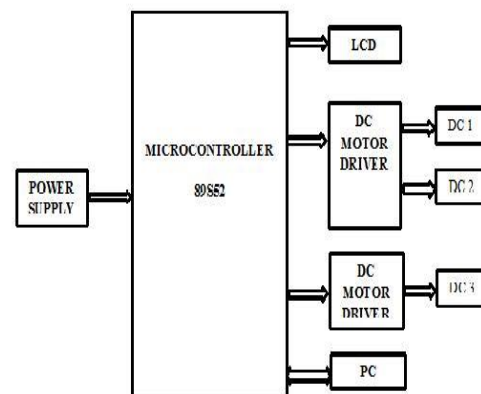 LCD
DC
MOTOR
DRIVER
DC 1
DC 2
MICROCONTROLLER
89S52
POWER
SUPPLY
DC
MOTOR
DRIVER
DC 3
PC